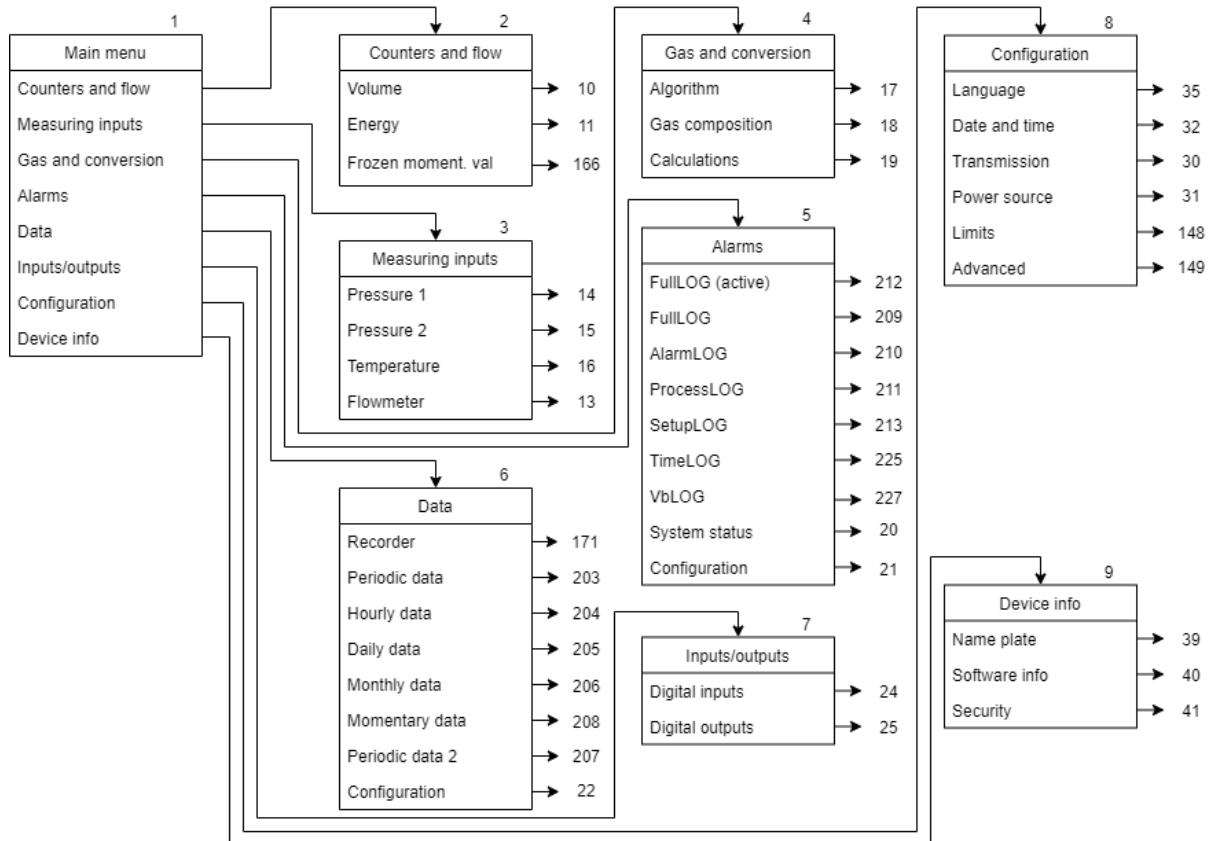 1
Main menu
Counters and flow
Measuring inputs
Gas and conversion
Alarms
Data
Inputs/outputs
Configuration
Device info
2
Counters and flow
Volume 10
Energy 11
Frozen moment. val 166
3
Measuring inputs
Pressure 1 14
Pressure 2 15
Temperature 16
Flowmeter 13
4
Gas and conversion
Algorithm 17
Gas composition 18
Calculations 19
5
Alarms
FullLOG (active) 212
FullLOG 209
AlarmLOG 210
ProcessLOG 211
SetupLOG 213
TimeLOG 225
VbLOG 227
System status 20
Configuration 21
6
Data
Recorder 171
Periodic data 203
Hourly data 204
Daily data 205
Monthly data 206
Momentary data 208
Periodic data 2 207
Configuration 22
7
Inputs/outputs
Digital inputs 24
Digital outputs 25
8
Configuration
Language 35
Date and time 32
Transmission 30
Power source 31
Limits 148
Advanced 149
9
Device info
Name plate 39
Software info 40
Security 41